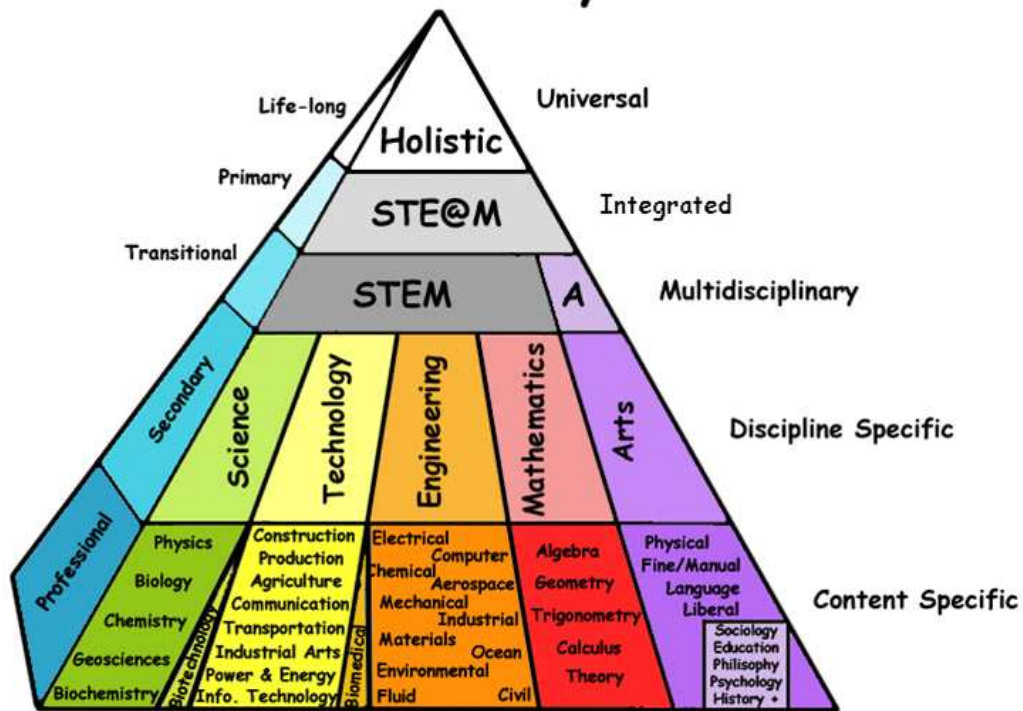 Life-long
Universal
Holistic
Primary
STE@M
Integrated
Transitional
STEM
A
Multidisciplinary
Secondary
Science
Technology
Engineering
Mathematics
Arts
Discipline Specific
Professional
Physics
Biology
Chemistry
Geosciences
Biochemistry
Biotechnology
Construction
Production
Agriculture
Communication
Transportation
Industrial Arts
Power & Energy
Info. Technology
Biomedical
Electrical
Computer
Chemical
Aerospace
Mechanical
Industrial
Materials
Ocean
Environmental
Fluid
Civil
Algebra
Geometry
Trigonometry
Calculus
Theory
Physical
Fine/Manual
Language
Liberal
Sociology
Education
Philisophy
Psychology
History +
Content Specific